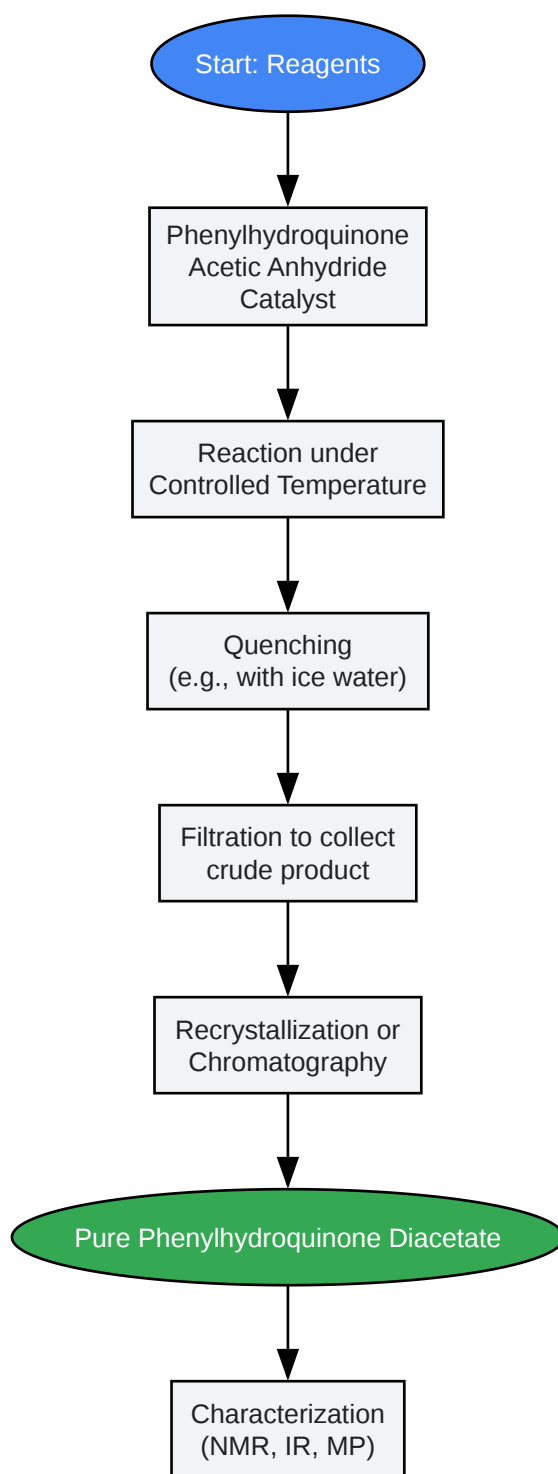 Start: Reagents
Phenylhydroquinone
Acetic Anhydride
Catalyst
Reaction under
Controlled Temperature
Quenching
(e.g., with ice water)
Filtration to collect
crude product
Recrystallization or
Chromatography
Pure Phenylhydroquinone Diacetate
Characterization
(NMR, IR, MP)